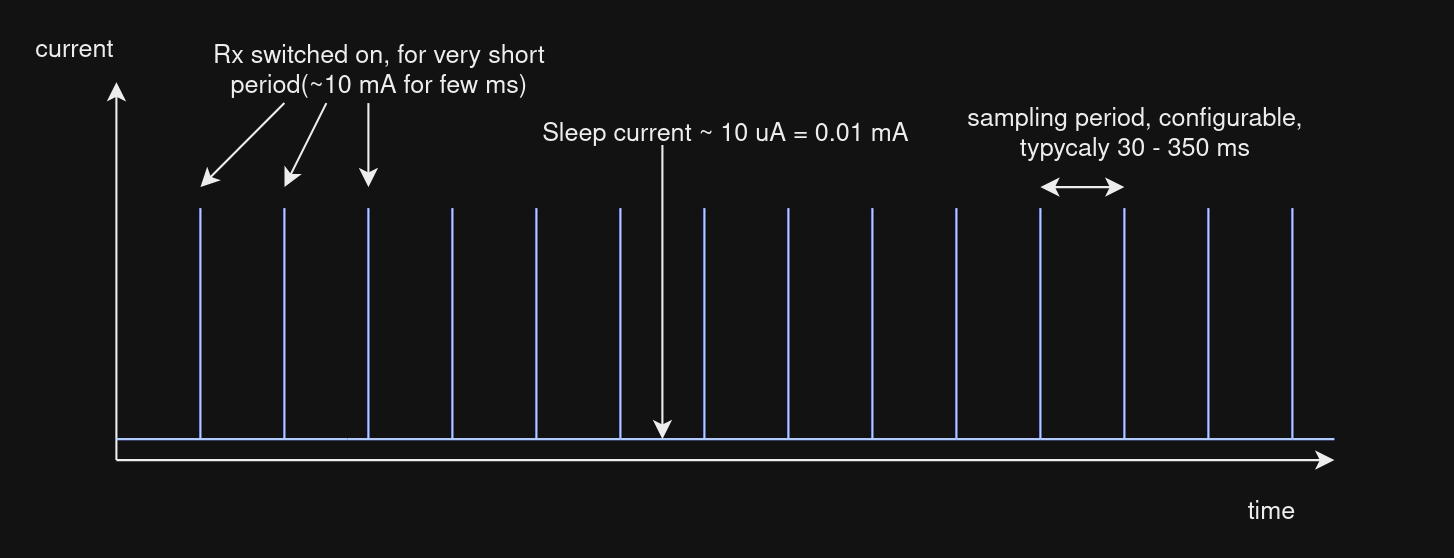 current
Rx switched on, for very short
period(~10 mA for few ms)
Sleep current ~ 10 uA = 0.01 mA
sampling period, configurable,
typycaly 30 - 350 ms
time